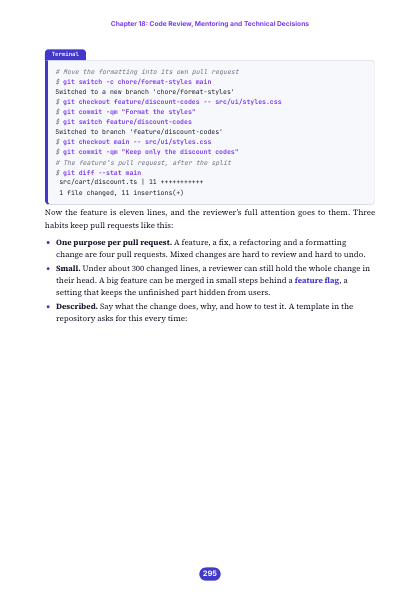 Chapter 18: Code Review, Mentoring and Technical Decisions
Terminal
# Move the formatting into its own pull request
$ git switch -c chore/format-styles main
Switched to a new branch 'chore/format-styles'
$ git checkout feature/discount-codes -- src/ui/styles.css
$ git commit -qm "Format the styles"
$ git switch feature/discount-codes
Switched to branch 'feature/discount-codes'
$ git checkout main -- src/ui/styles.css
$ git commit -qm "Keep only the discount codes"
# The feature's pull request, after the split
$ git diff --stat main
src/cart/discount.ts | 11 +++++++++++
1 file changed, 11 insertions(+)
Now the feature is eleven lines, and the reviewer's full attention goes to them. Three
habits keep pull requests like this:
• One purpose per pull request. A feature, a fix, a refactoring and a formatting
change are four pull requests. Mixed changes are hard to review and hard to undo.
• Small. Under about 300 changed lines, a reviewer can still hold the whole change in
their head. A big feature can be merged in small steps behind a feature flag, a
setting that keeps the unfinished part hidden from users.
• Described. Say what the change does, why, and how to test it. A template in the
repository asks for this every time:
295